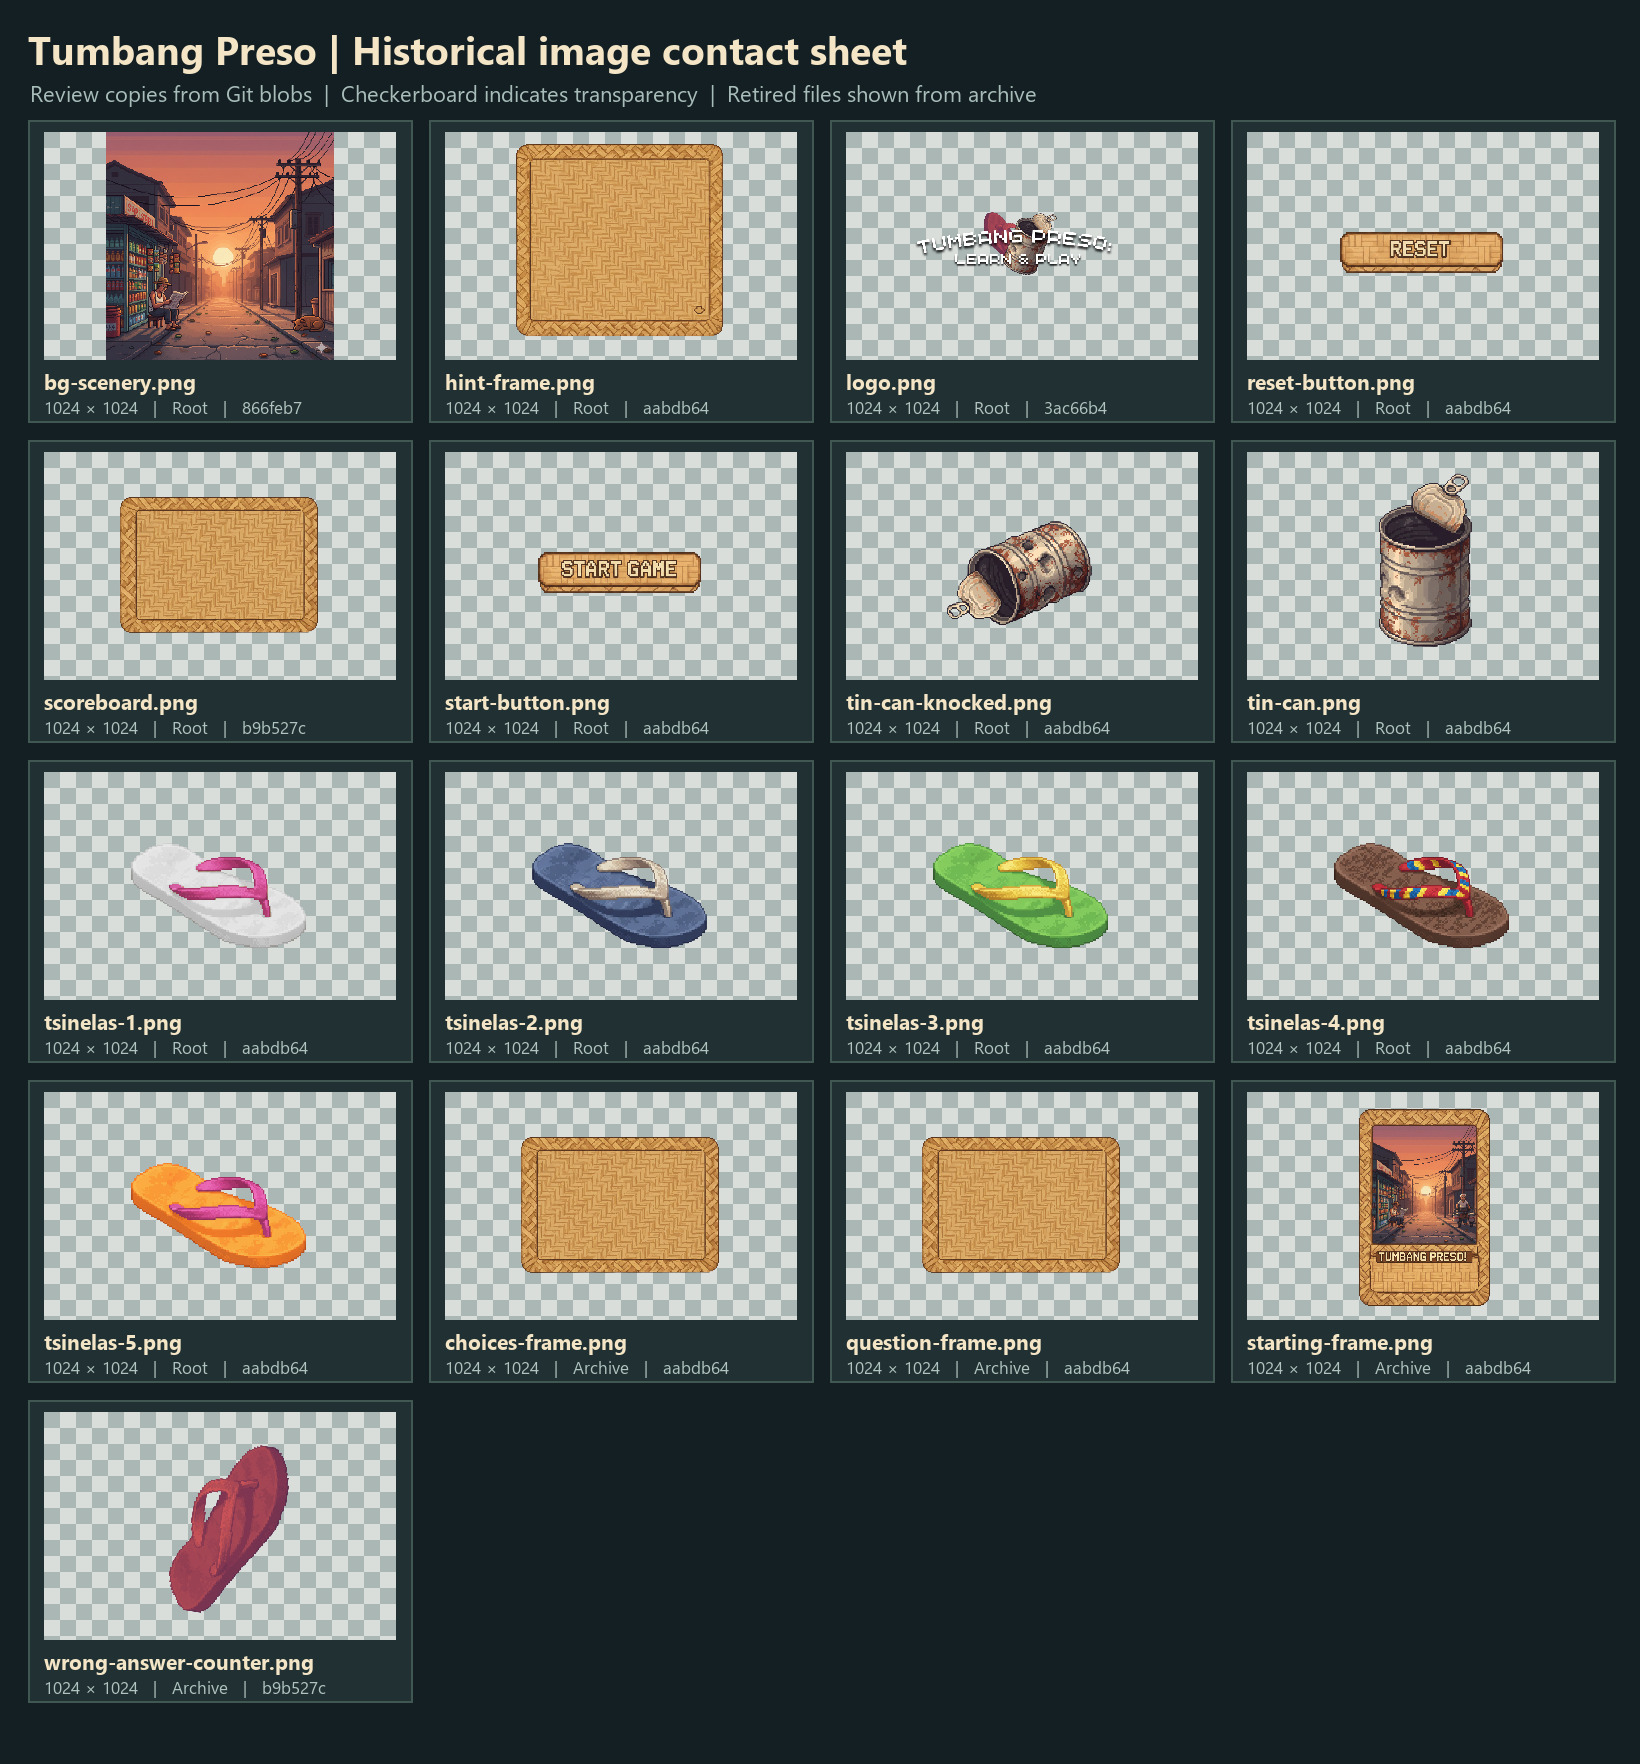 Tumbang Preso | Historical image contact sheet
Review copies from Git blobs | Checkerboard indicates transparency | Retired files shown from archive
bg-scenery.png
1024 × 1024 | Root | 866feb7
hint-frame.png
1024 × 1024 | Root | aabdb64
TUMBANG PRESO:
LEARN & PLAY
logo.png
1024 × 1024 | Root | 3ac66b4
RESET
reset-button.png
1024 × 1024 | Root | aabdb64
scoreboard.png
1024 × 1024 | Root | b9b527c
START GAME
start-button.png
1024 × 1024 | Root | aabdb64
tin-can-knocked.png
1024 × 1024 | Root | aabdb64
tin-can.png
1024 × 1024 | Root | aabdb64
tsinelas-1.png
1024 × 1024 | Root | aabdb64
tsinelas-2.png
1024 × 1024 | Root | aabdb64
tsinelas-3.png
1024 × 1024 | Root | aabdb64
tsinelas-4.png
1024 × 1024 | Root | aabdb64
tsinelas-5.png
1024 × 1024 | Root | aabdb64
choices-frame.png
1024 × 1024 | Archive | aabdb64
question-frame.png
1024 × 1024 | Archive | aabdb64
TUMBANG PRESO!
starting-frame.png
1024 × 1024 | Archive | aabdb64
wrong-answer-counter.png
1024 × 1024 | Archive | b9b527c